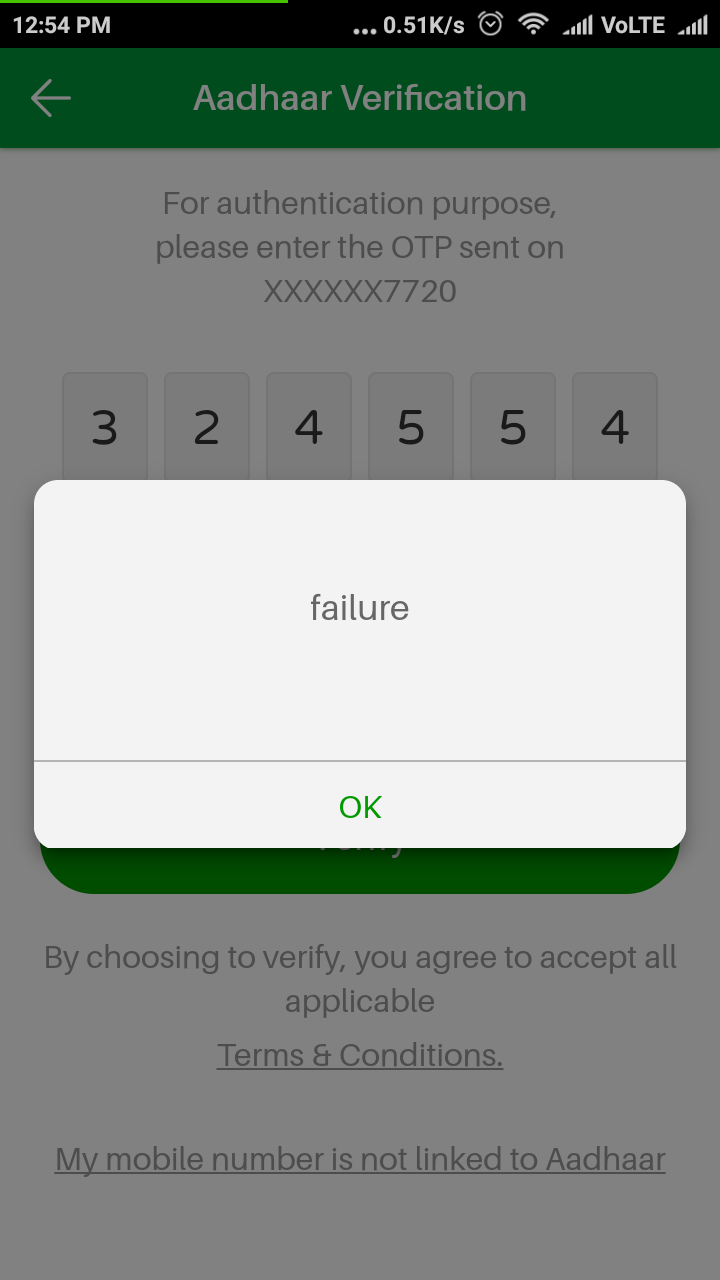 12:54 PM ... 0.51K/s VoLTE
Aadhaar Verification
For authentication purpose,
please enter the OTP sent on
XXXXXX7720
3 2 4 5 5 4
failure
OK
By choosing to verify, you agree to accept all
applicable
Terms & Conditions.
My mobile number is not linked to Aadhaar